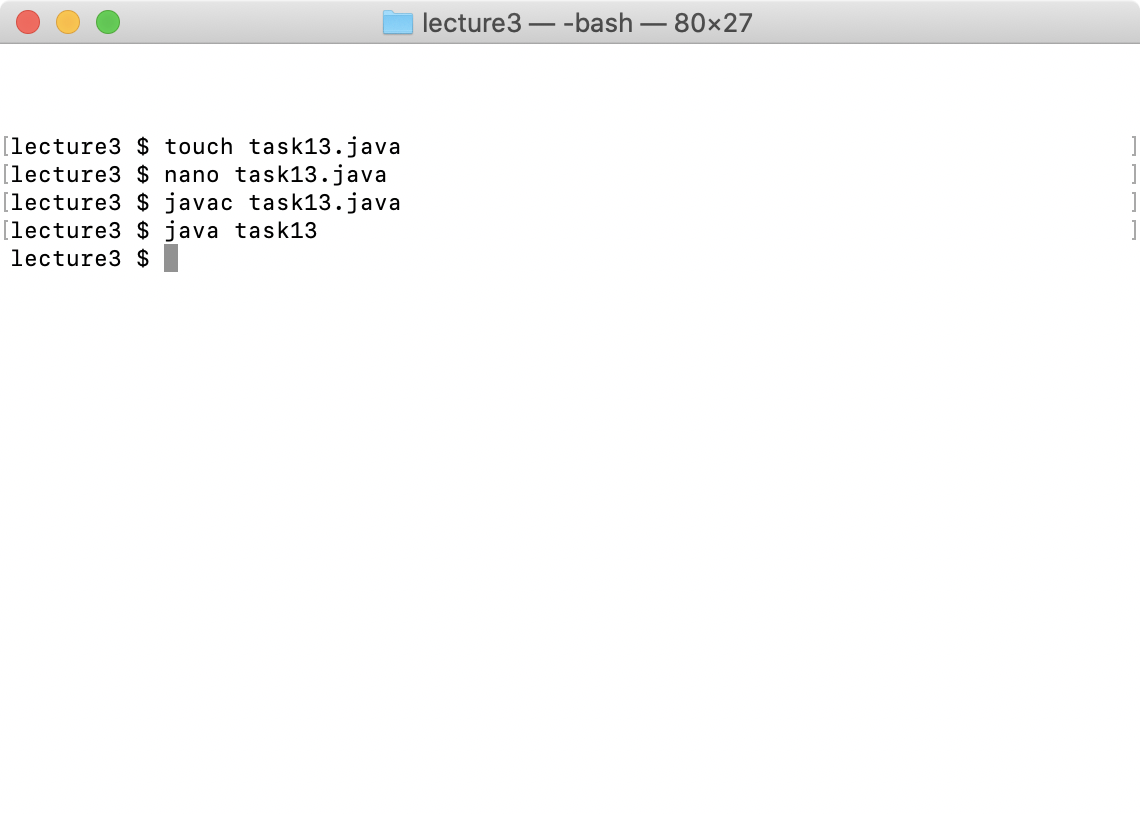 lecture3 — -bash — 80×27
[lecture3 $ touch task13.java ]
[lecture3 $ nano task13.java ]
[lecture3 $ javac task13.java ]
[lecture3 $ java task13 ]
lecture3 $